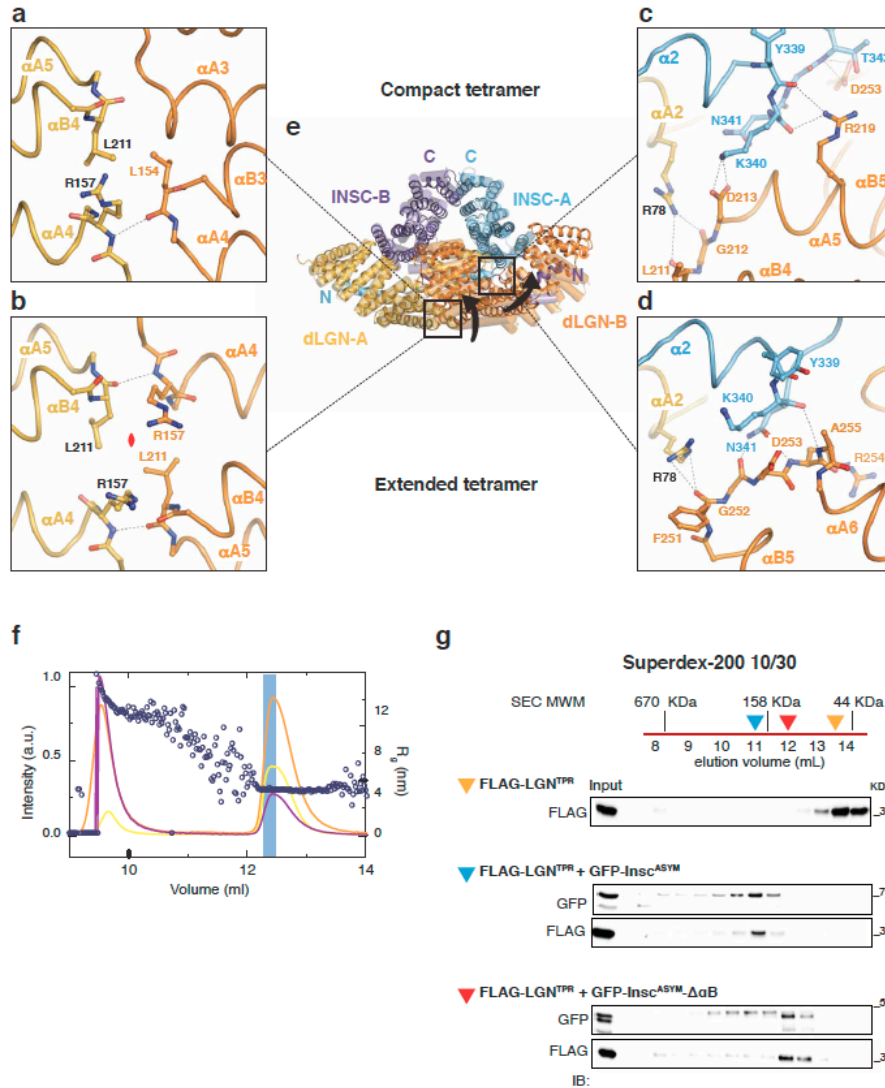 a
αA5
αB4
αA3
L211
R157
L154
αA4
αB3
αA4
b
αA5
αB4
αA4
L211
R157
L211
R157
αA4
αB4
αA5
Compact tetramer
e
C
C
INSC-B
INSC-A
N
N
dLGN-A
dLGN-B
Extended tetramer
c
α2
Y339
T343
D253
αA2
N341
R219
K340
R78
D213
αB5
αA5
G212
L211
αB4
d
α2
Y339
K340
αA2
A255
N341
D253
R254
R78
G252
F251
αA6
αB5
f
1.0
0.5
0.0
Intensity (a.u.)
12
8
4
0
Rg (nm)
10
12
14
Volume (ml)
g
Superdex-200 10/30
SEC MWM
670 KDa
158 KDa
44 KDa
8 9 10 11 12 13 14
elution volume (mL)
FLAG-LGNTPR
Input
FLAG
_3
FLAG-LGNTPR + GFP-InscASYM
GFP
_7
FLAG
_3
FLAG-LGNTPR + GFP-InscASYM-ΔαB
GFP
FLAG
_3
IB: